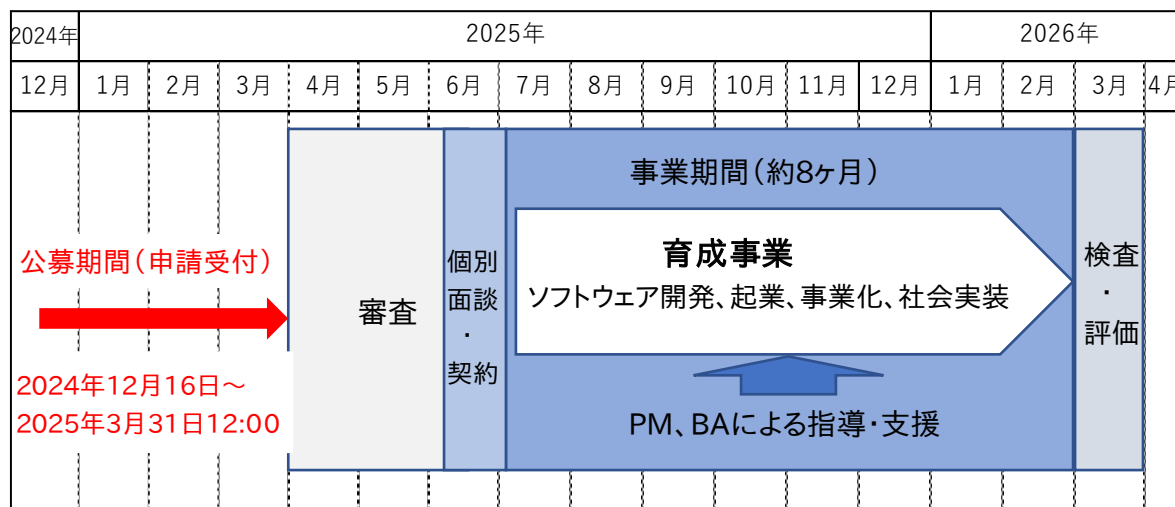 2024年 2025年 2026年
12月 1月 2月 3月 4月 5月 6月 7月 8月 9月 10月 11月 12月 1月 2月 3月 4月
公募期間(申請受付)
2024年12月16日～
2025年3月31日12:00
審査
個別
面談
・
契約
事業期間(約8ヶ月)
育成事業
ソフトウェア開発、起業、事業化、社会実装
PM、BAによる指導・支援
検査
・
評価